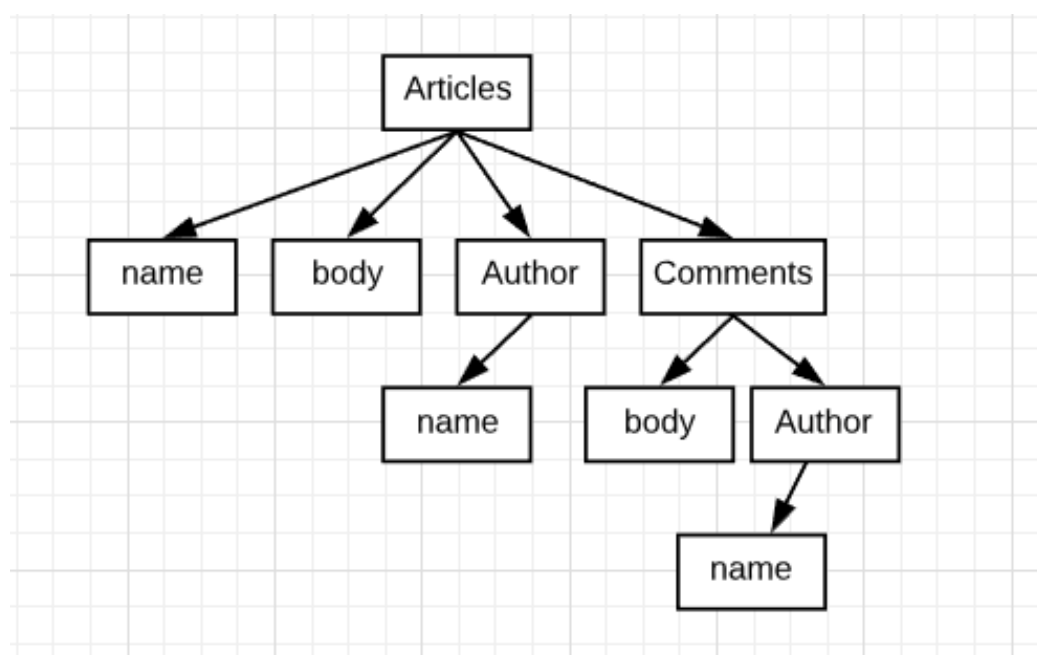 Articles
name
body
Author
Comments
name
body
Author
name